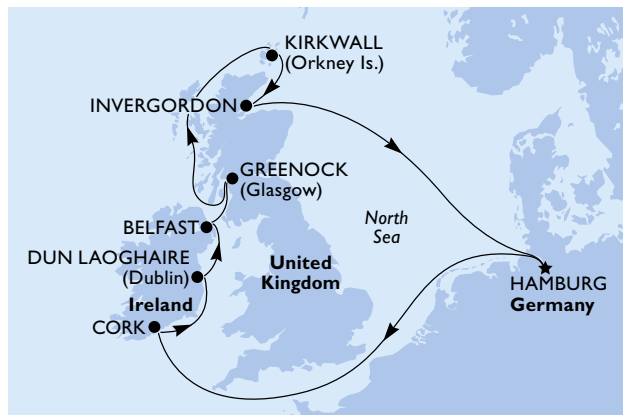 KIRKWALL
(Orkney Is.)
INVERGORDON
GREENOCK
(Glasgow)
BELFAST
North
Sea
DUN LAOGHAIRE
(Dublin)
United
Kingdom
HAMBURG
Germany
Ireland
CORK